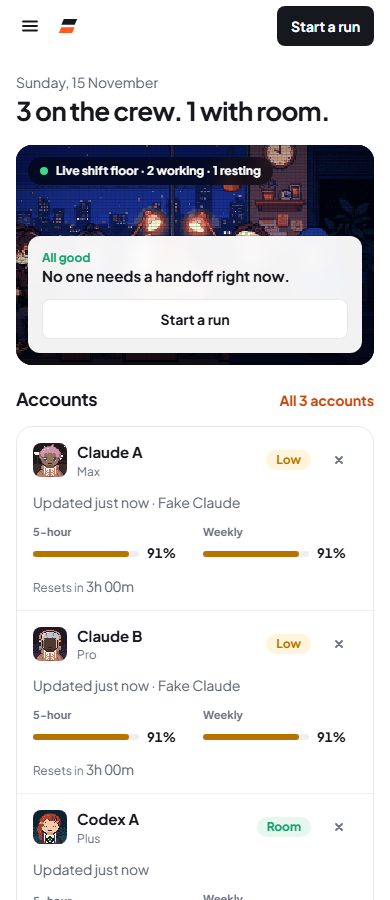 Start a run
Sunday, 15 November
3 on the crew. 1 with room.
Live shift floor · 2 working · 1 resting
All good
No one needs a handoff right now.
Start a run
Accounts
All 3 accounts
Claude A
Low
Max
Updated just now · Fake Claude
5-hour
Weekly
91%
91%
Resets in 3h 00m
Claude B
Low
Pro
Updated just now · Fake Claude
5-hour
Weekly
91%
91%
Resets in 3h 00m
Codex A
Room
Plus
Updated just now
5-hour
Weekly